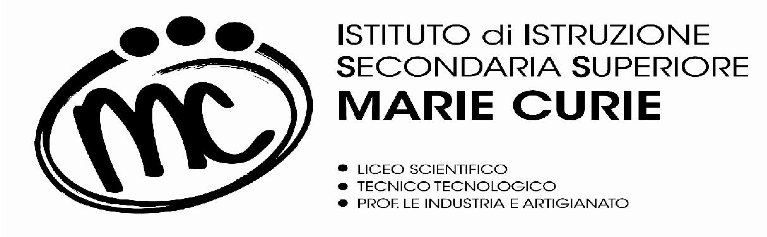 mc
ISTITUTO di ISTRUZIONE
SECONDARIA SUPERIORE
MARIE CURIE
• LICEO SCIENTIFICO
• TECNICO TECNOLOGICO
• PROF. LE INDUSTRIA E ARTIGIANATO